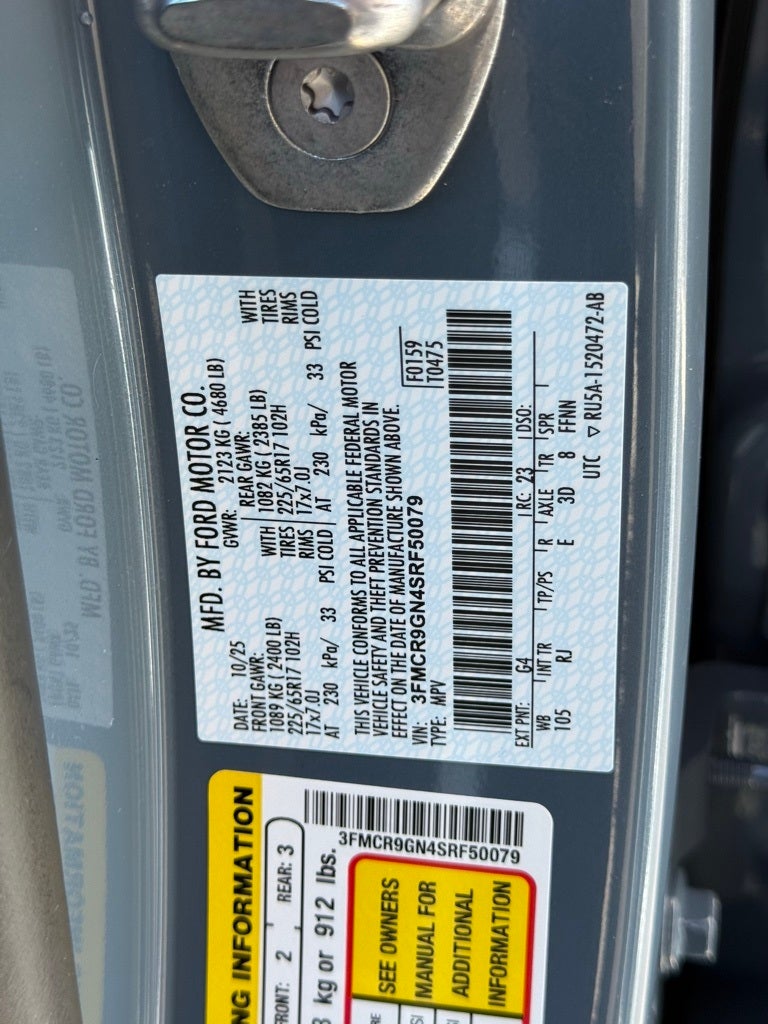 MFD. BY FORD MOTOR CO.
DATE: 10/25 GVWR: 2123 KG ( 4680 LB)
FRONT GAWR: REAR GAWR:
1089 KG ( 2400 LB) WITH 1082 KG ( 2385 LB) WITH
225/65R17 102H TIRES 225/65R17 102H TIRES
17x7.0J RIMS 17x7.0J RIMS
AT 230 kPa/ 33 PSI COLD AT 230 kPa/ 33 PSI COLD
THIS VEHICLE CONFORMS TO ALL APPLICABLE FEDERAL MOTOR
VEHICLE SAFETY AND THEFT PREVENTION STANDARDS IN
EFFECT ON THE DATE OF MANUFACTURE SHOWN ABOVE.
VIN: 3FMCR9GN4SRF50079 F0159
TYPE: MPV T0475
EXT PNT: G4 RC: 23 DSO:
WB INT TR TP/PS R AXLE TR SPR
105 RJ E 3D 8 FFNN
UTC ▽ RU5A-1520472-AB
NG INFORMATION
FRONT: 2 REAR: 3
kg or 912 lbs.
3FMCR9GN4SRF50079
SEE OWNERS
MANUAL FOR
ADDITIONAL
INFORMATION